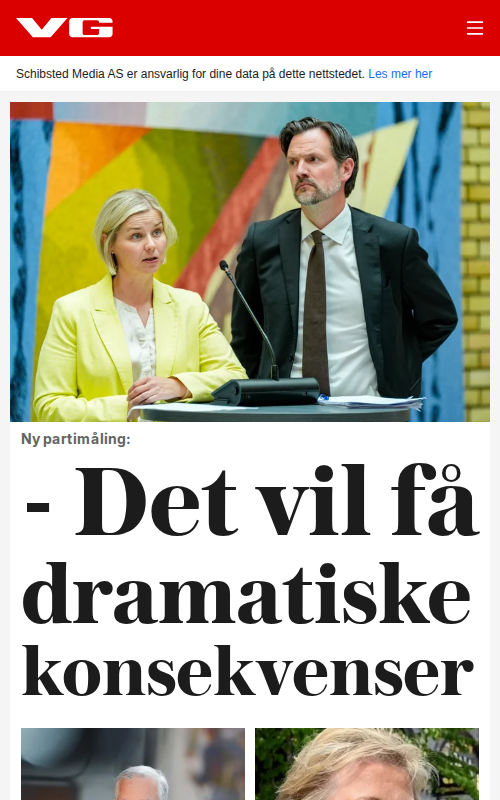 VG
Schibsted Media AS er ansvarlig for dine data på dette nettstedet. Les mer her
Ny partimåling:
- Det vil få
dramatiske
konsekvenser